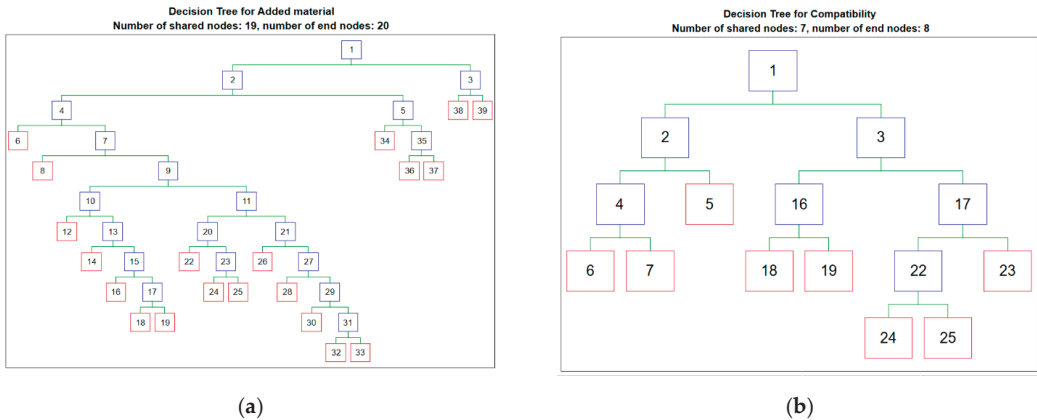 Decision Tree for Added material
Number of shared nodes: 19, number of end nodes: 20
1
2 3
4 5 38 39
6 7 34 35
8 9 36 37
10 11
12 13 20 21
14 15 22 23 26 27
16 17 24 25 28 29
18 19 30 31
32 33
(a)
Decision Tree for Compatibility
Number of shared nodes: 7, number of end nodes: 8
1
2 3
4 5 16 17
6 7 18 19 22 23
24 25
(b)